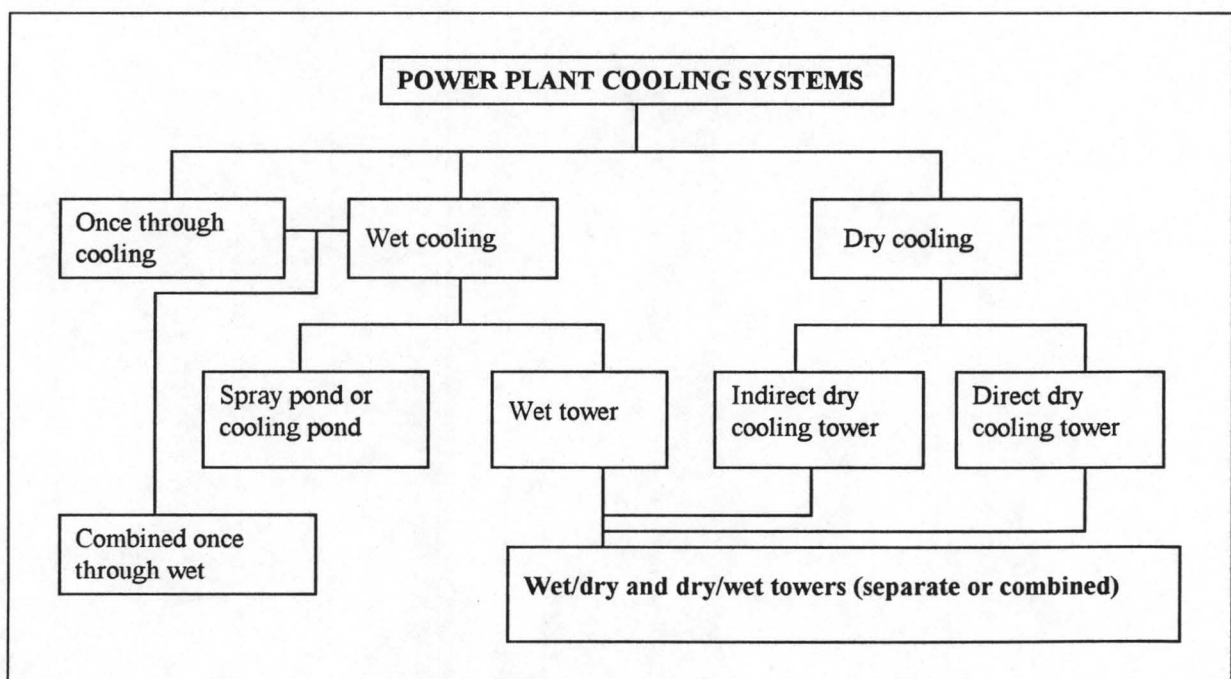 POWER PLANT COOLING SYSTEMS
Once through
cooling
Wet cooling
Dry cooling
Spray pond or
cooling pond
Wet tower
Indirect dry
cooling tower
Direct dry
cooling tower
Combined once
through wet
Wet/dry and dry/wet towers (separate or combined)